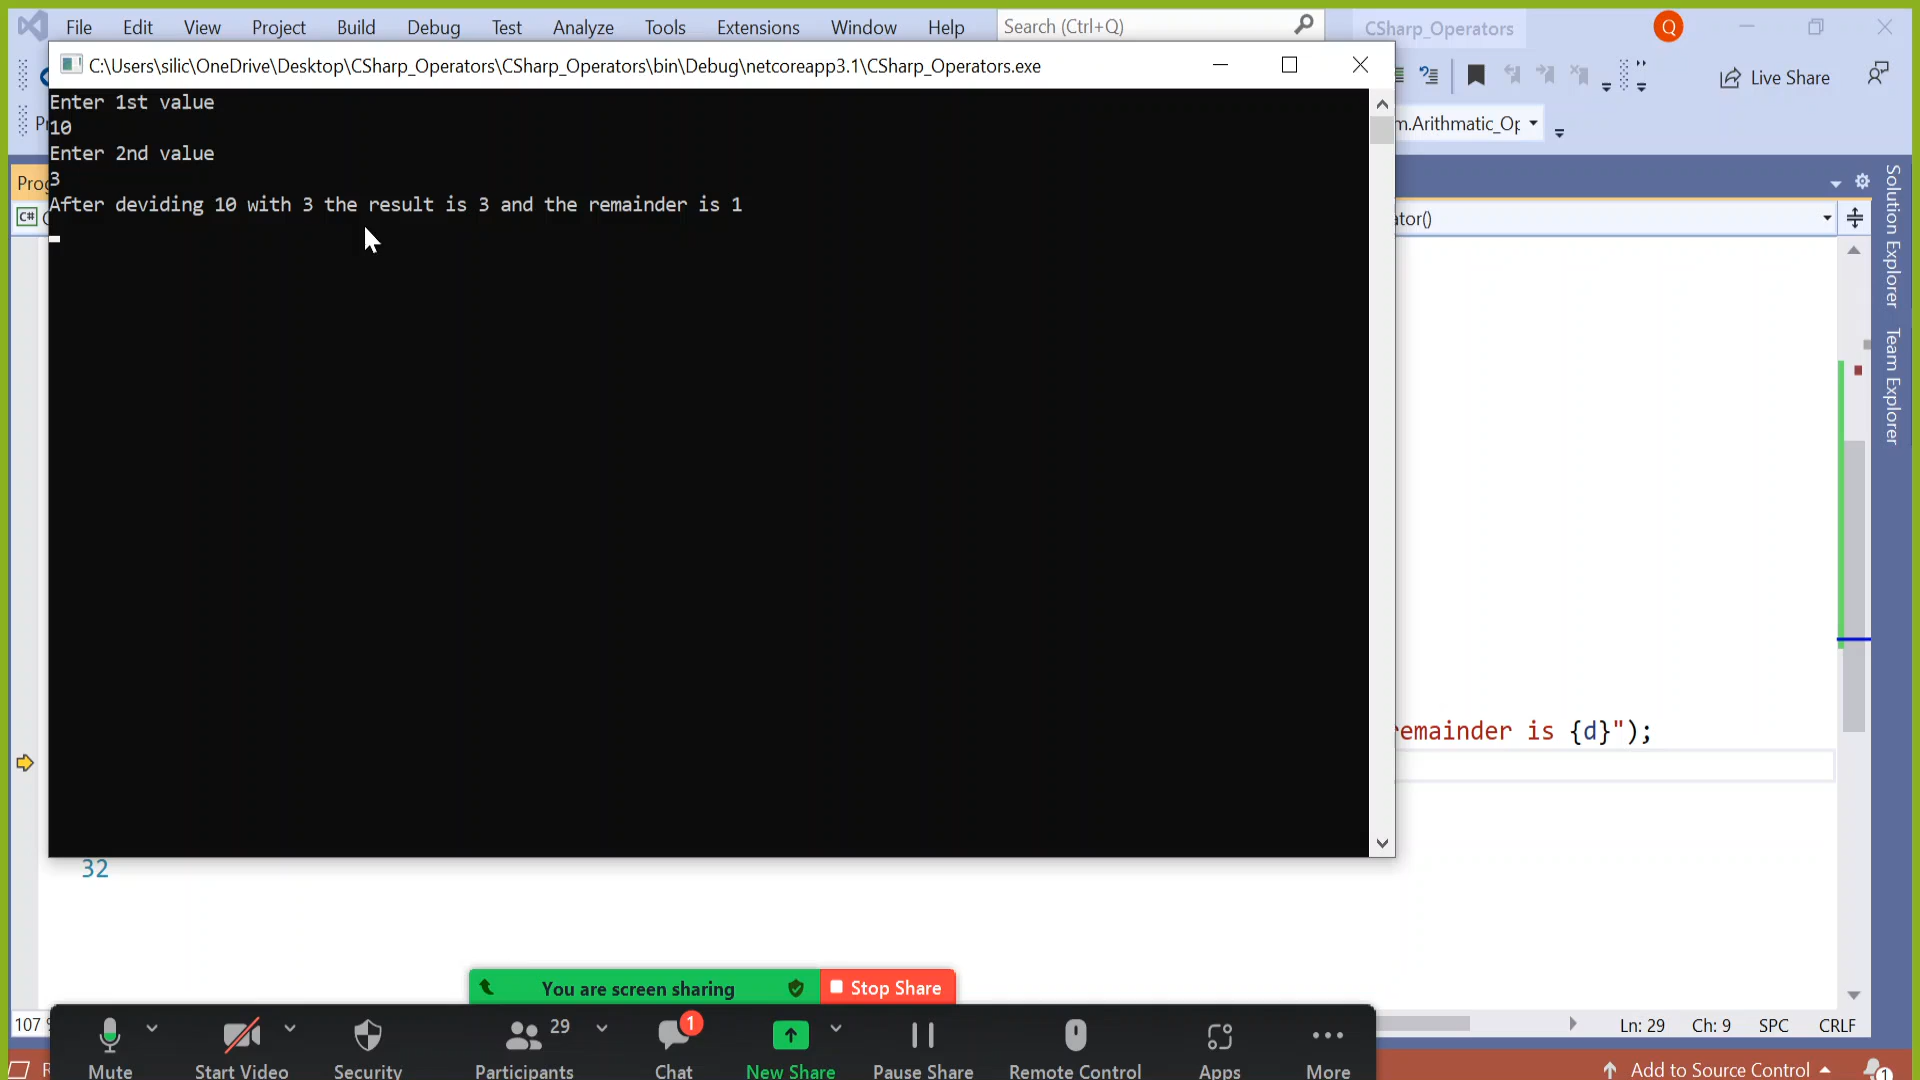 File Edit View Project Build Debug Test Analyze Tools Extensions Window Help Search (Ctrl+Q) CSharp_Operators Q
C:\Users\silic\OneDrive\Desktop\CSharp_Operators\CSharp_Operators\bin\Debug\netcoreapp3.1\CSharp_Operators.exe
Live Share
Enter 1st value
10
Enter 2nd value
3
After deviding 10 with 3 the result is 3 and the remainder is 1
m.Arithmatic_Op
Prog
C#
ator()
Solution Explorer
Team Explorer
emainder is {d}");
32
You are screen sharing Stop Share
107 Ln: 29 Ch: 9 SPC CRLF
29 1
Mute Start Video Security Participants Chat New Share Pause Share Remote Control Apps More
Add to Source Control 1